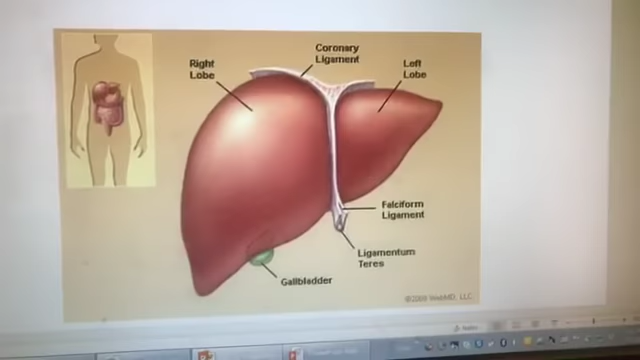 Coronary
Ligament
Right
Lobe
Left
Lobe
Falciform
Ligament
Ligamentum
Teres
Gallbladder
©2009 WebMD, LLC.